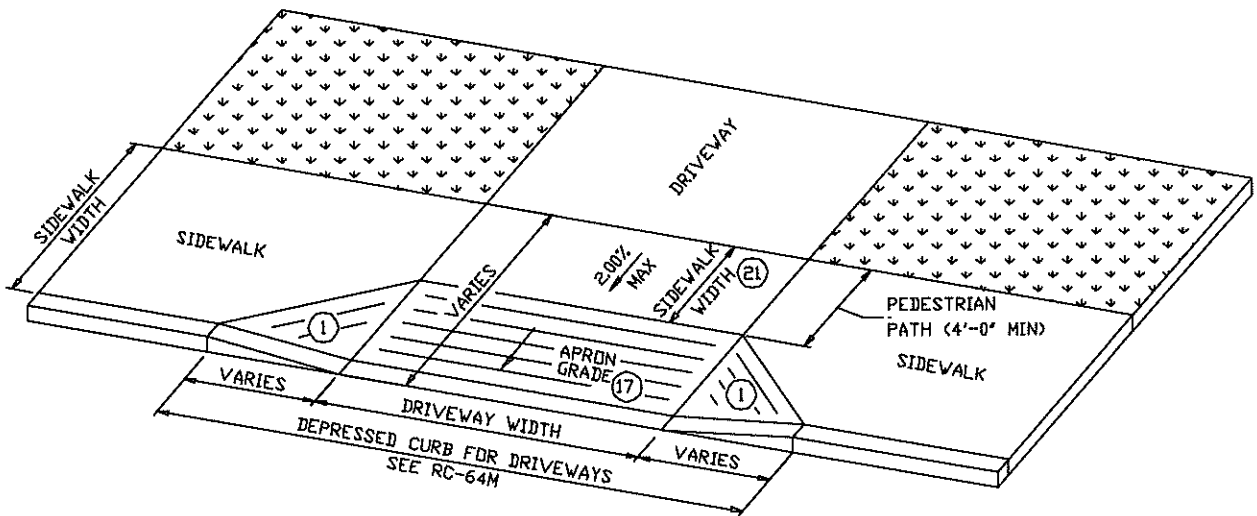 DRIVEWAY
SIDEWALK
WIDTH
SIDEWALK
2.00%
MAX
SIDEWALK
WIDTH
21
VARIES
PEDESTRIAN
PATH (4'-0" MIN)
SIDEWALK
1
APRON
GRADE
17
1
VARIES
DRIVEWAY WIDTH
VARIES
DEPRESSED CURB FOR DRIVEWAYS
SEE RC-64M